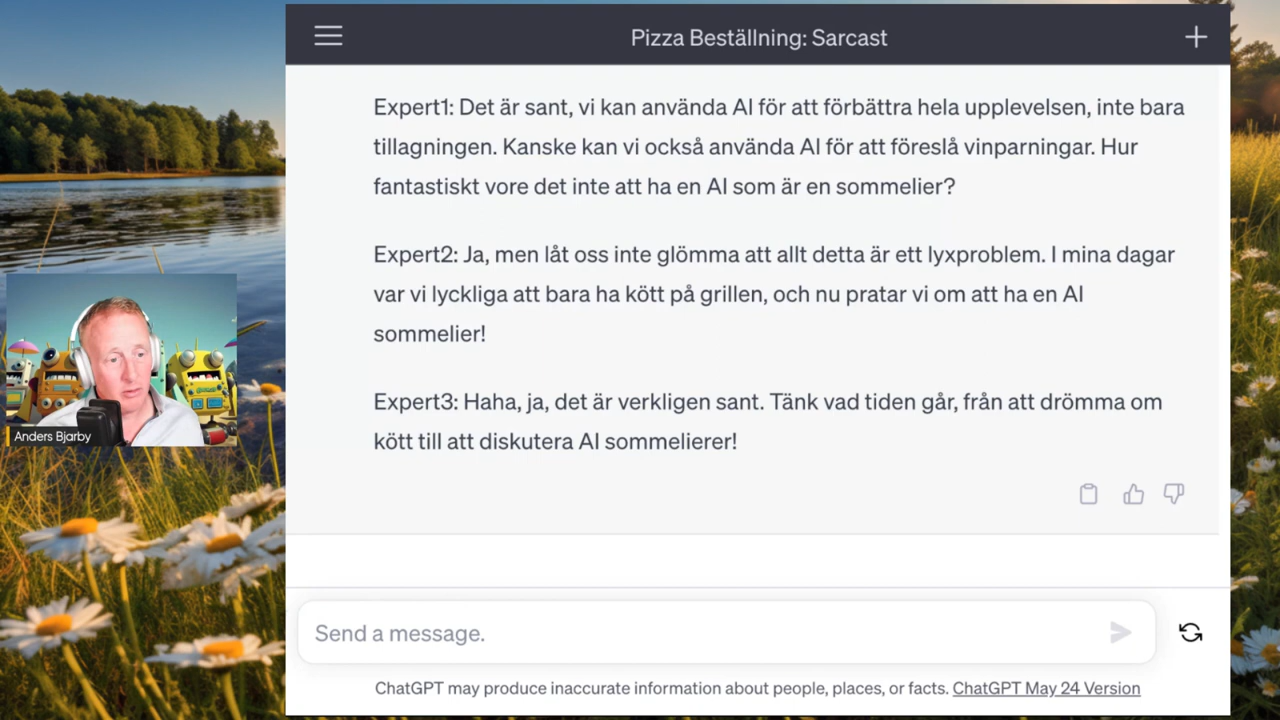 Pizza Beställning: Sarcast
Expert1: Det är sant, vi kan använda AI för att förbättra hela upplevelsen, inte bara
tillagningen. Kanske kan vi också använda AI för att föreslå vinparningar. Hur
fantastiskt vore det inte att ha en AI som är en sommelier?
Expert2: Ja, men låt oss inte glömma att allt detta är ett lyxproblem. I mina dagar
var vi lyckliga att bara ha kött på grillen, och nu pratar vi om att ha en AI
sommelier!
Expert3: Haha, ja, det är verkligen sant. Tänk vad tiden går, från att drömma om
kött till att diskutera AI sommelierer!
Anders Bjarby
Send a message.
ChatGPT may produce inaccurate information about people, places, or facts. ChatGPT May 24 Version